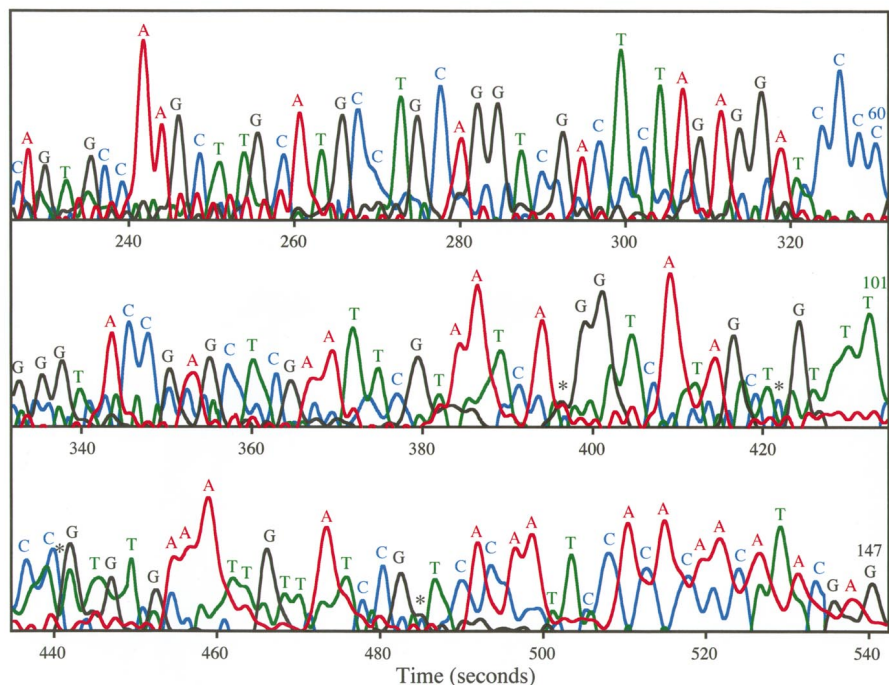 C A G T G C C A A G C T T G C A T G C C T G C A G G T C G A C T C T A G A G G A T C C C C 60
240 260 280 300 320
G G G T A C C G A G C T C G A A T T C G T A A T C A * G G T C A T A G C T * G T T T 101
340 360 380 400 420
C C * G T G T G A A A T T G T T A T C C G * T C A C A A T T C C A C A C A A C A T A C G A G 147
440 460 480 500 520 540
Time (seconds)